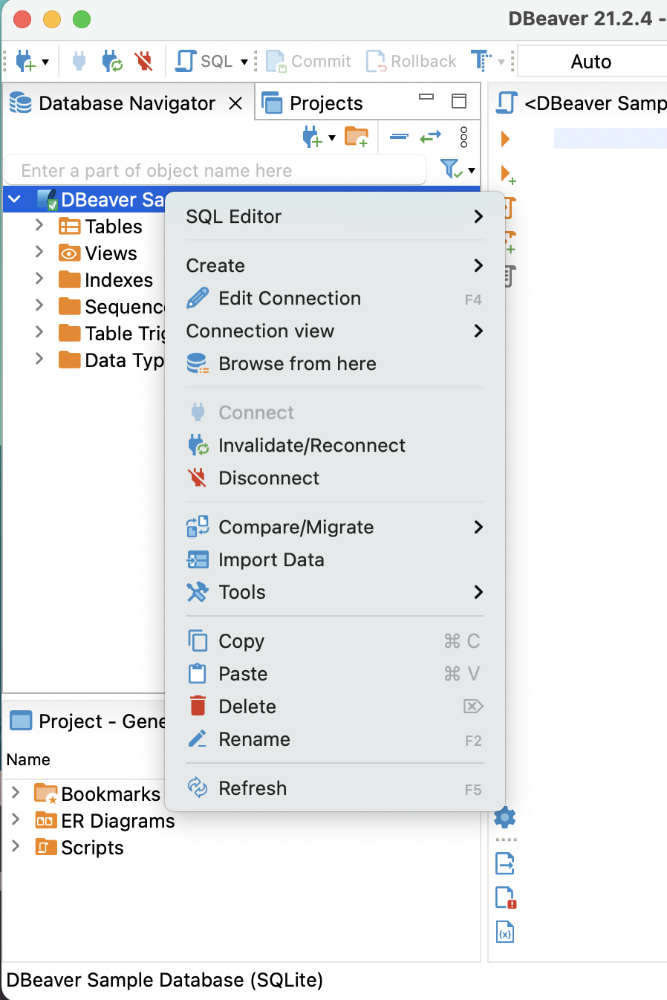 DBeaver 21.2.4 -
SQL
Commit
Rollback
Auto
Database Navigator
Projects
<DBeaver Samp
Enter a part of object name here
DBeaver Sa
Tables
Views
Indexes
Sequenc
Table Trig
Data Typ
SQL Editor
Create
Edit Connection F4
Connection view
Browse from here
Connect
Invalidate/Reconnect
Disconnect
Compare/Migrate
Import Data
Tools
Copy ⌘ C
Paste ⌘ V
Delete ⌦
Rename F2
Refresh F5
Project - Gene
Name
Bookmarks
ER Diagrams
Scripts
{x}
DBeaver Sample Database (SQLite)